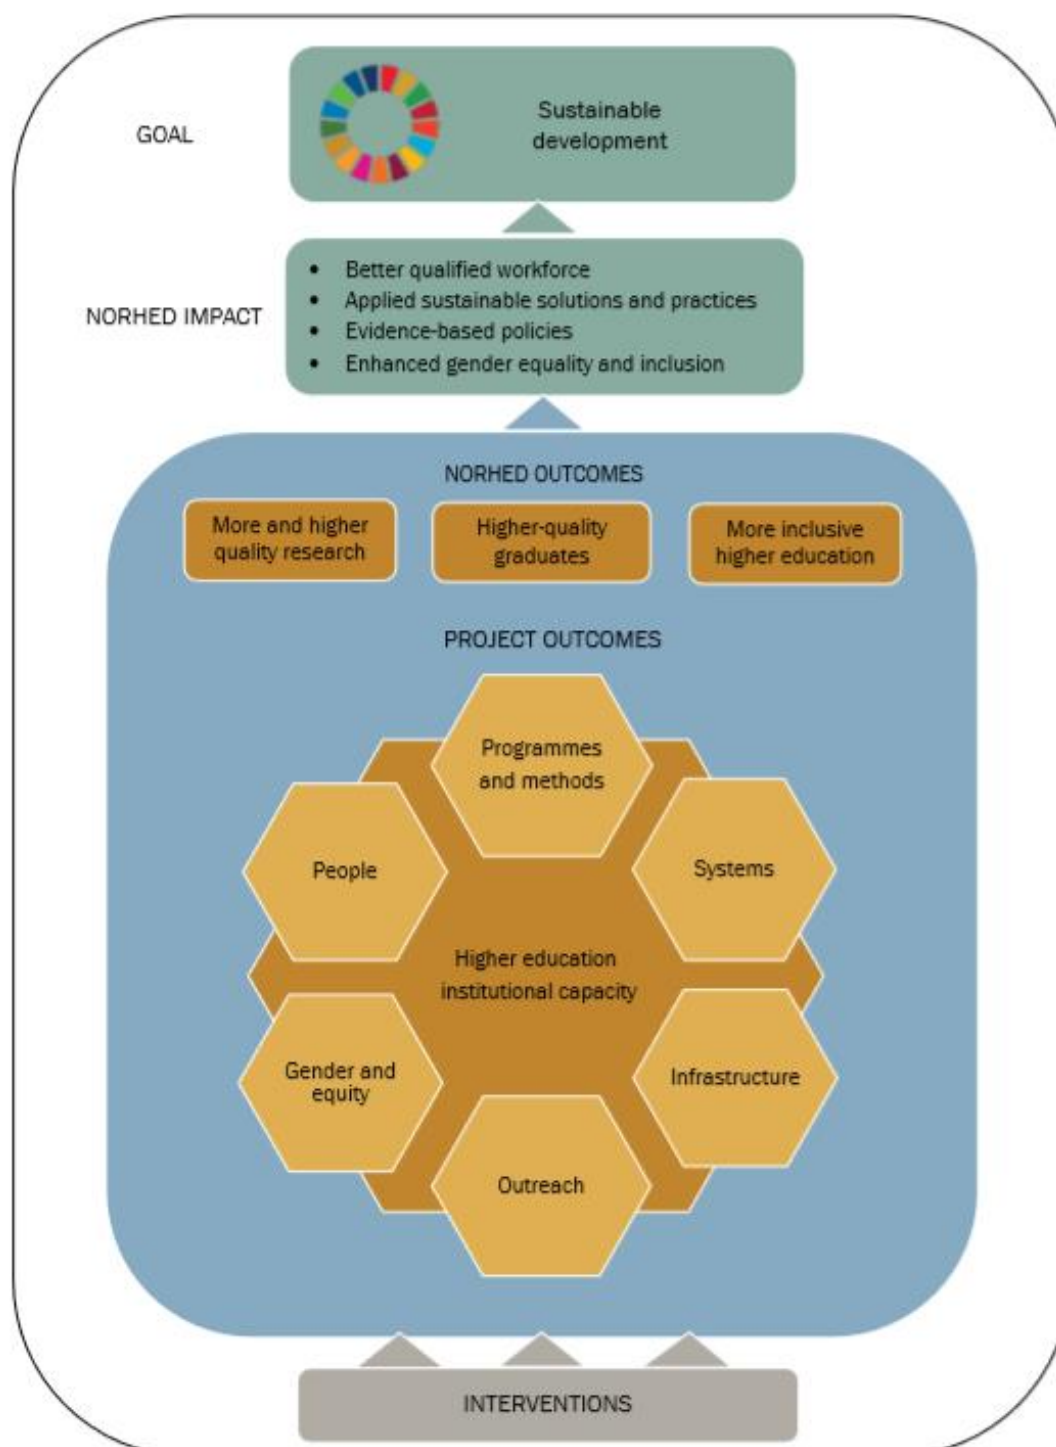 GOAL
Sustainable
development
NORHED IMPACT
• Better qualified workforce
• Applied sustainable solutions and practices
• Evidence-based policies
• Enhanced gender equality and inclusion
NORHED OUTCOMES
More and higher
quality research
Higher-quality
graduates
More inclusive
higher education
PROJECT OUTCOMES
Programmes
and methods
People
Systems
Higher education
institutional capacity
Gender and
equity
Infrastructure
Outreach
INTERVENTIONS